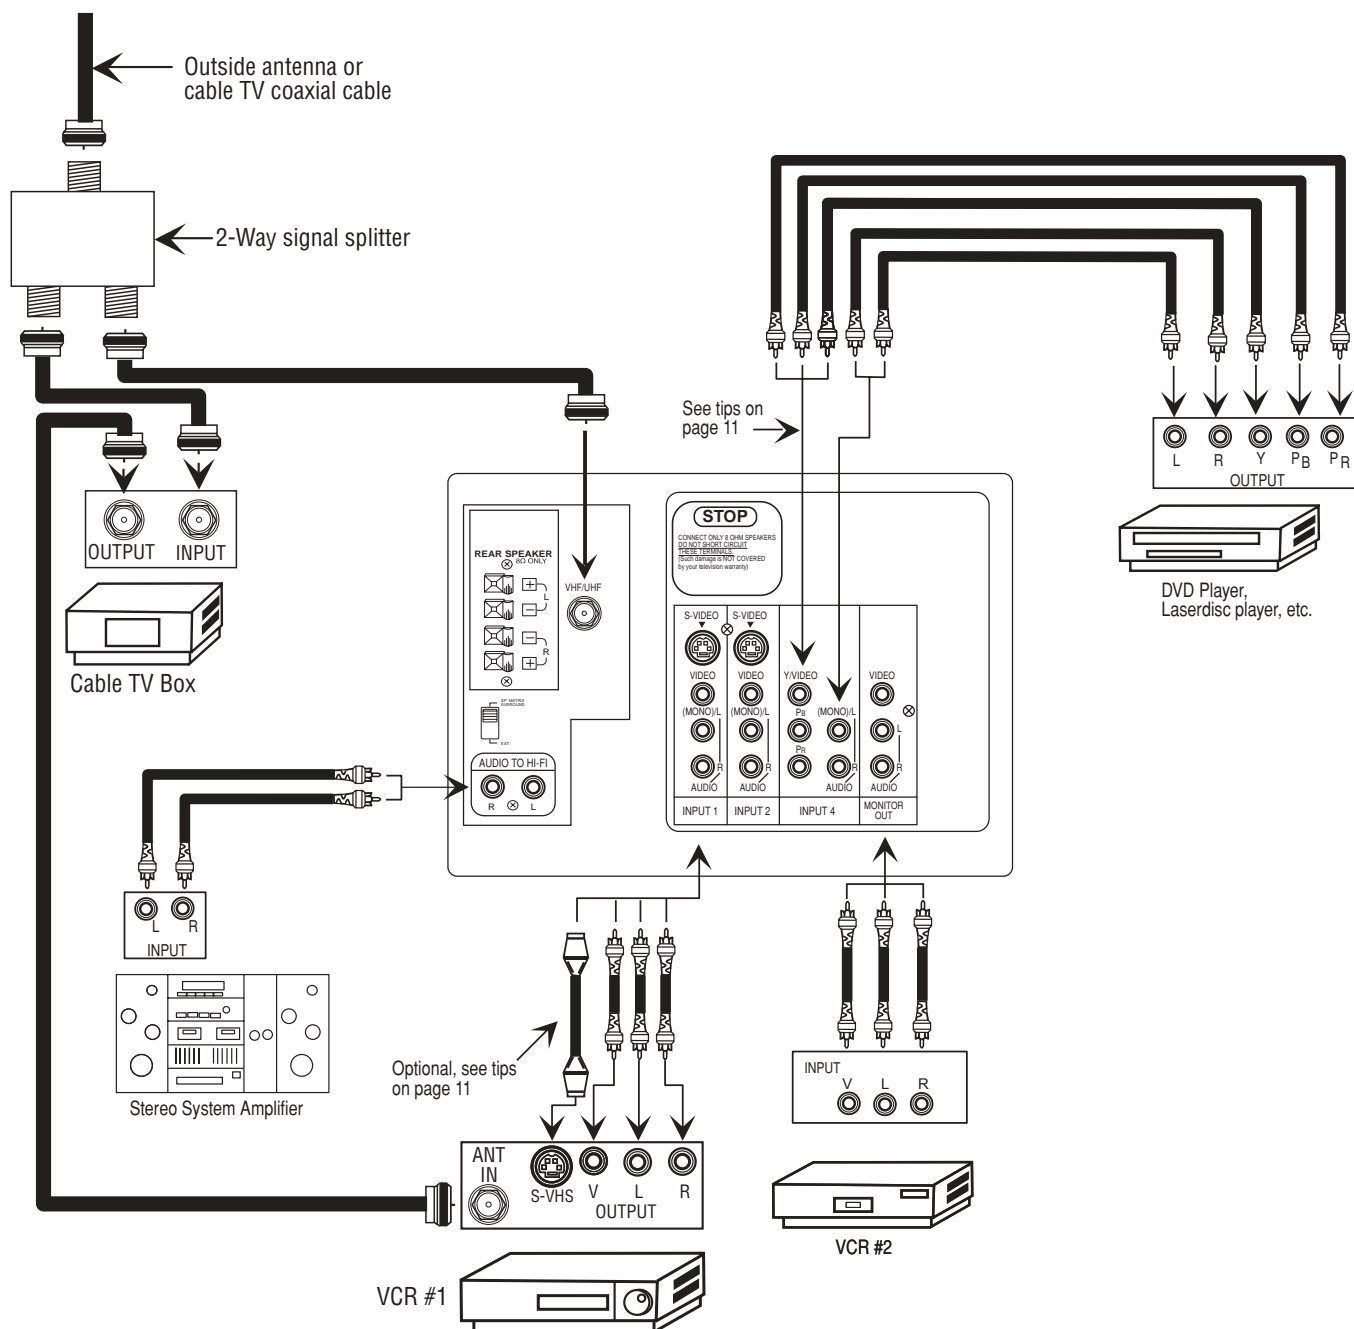 Outside antenna or
cable TV coaxial cable
2-Way signal splitter
See tips on
page 11
L R Y PB PR
OUTPUT
DVD Player,
Laserdisc player, etc.
OUTPUT INPUT
Cable TV Box
STOP
CONNECT ONLY 8 OHM SPEAKERS
DO NOT SHORT CIRCUIT
THESE TERMINALS.
(Such damage is NOT COVERED
by your television warranty)
REAR SPEAKER
8Ω ONLY
+
L
−
−
R
+
VHF/UHF
SP. MATRIX
SURROUND
EXT.
AUDIO TO HI-FI
R L
S-VIDEO S-VIDEO
VIDEO VIDEO Y/VIDEO VIDEO
(MONO)/L (MONO)/L PB (MONO)/L L
PR
R R R R
AUDIO AUDIO AUDIO AUDIO
INPUT 1 INPUT 2 INPUT 4 MONITOR
OUT
L R
INPUT
Stereo System Amplifier
Optional, see tips
on page 11
INPUT
V L R
VCR #2
ANT
IN
S-VHS V L R
OUTPUT
VCR #1